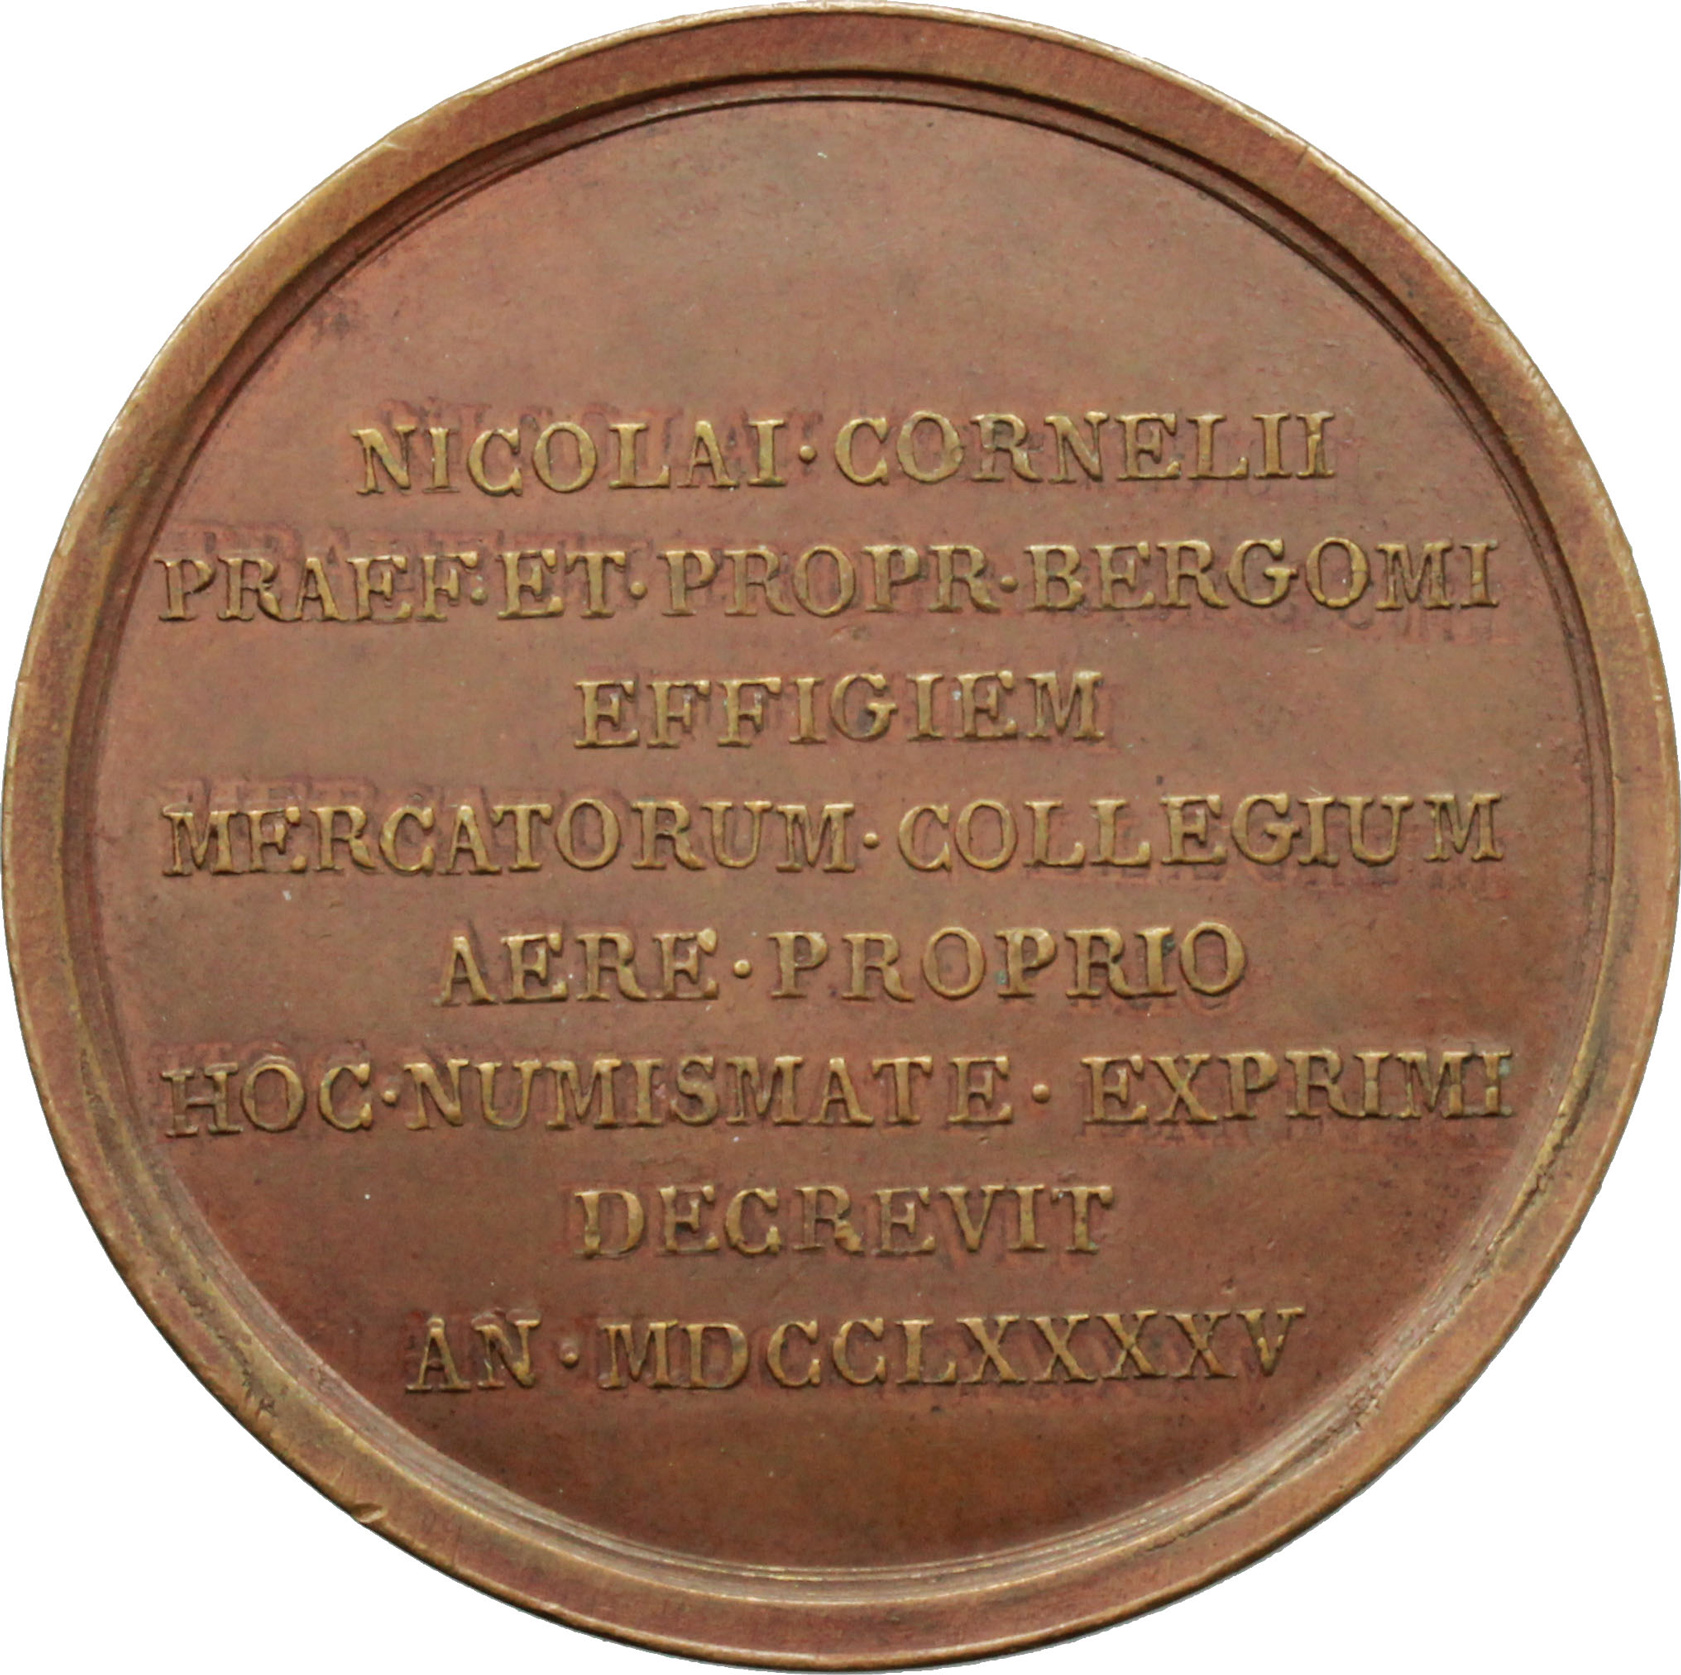 NICOLAI·CORNELII
PRAEF·ET·PROPR·BERGOMI
EFFIGIEM
MERCATORUM·COLLEGIUM
AERE·PROPRIO
HOC·NUMISMATE·EXPRIMI
DECREVIT
AN·MDCCLXXXXV